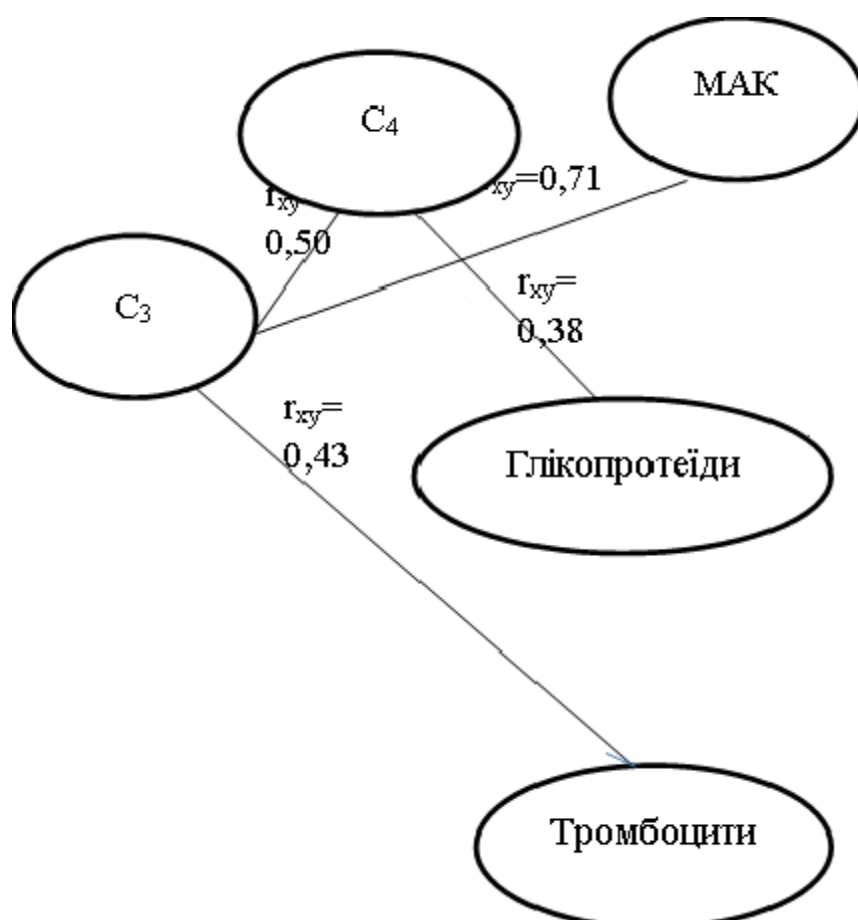 МАК
С₄
rxy
0,50
xy=0,71
С₃
rxy=
0,38
rxy=
0,43
Глікопротеїди
Тромбоцити